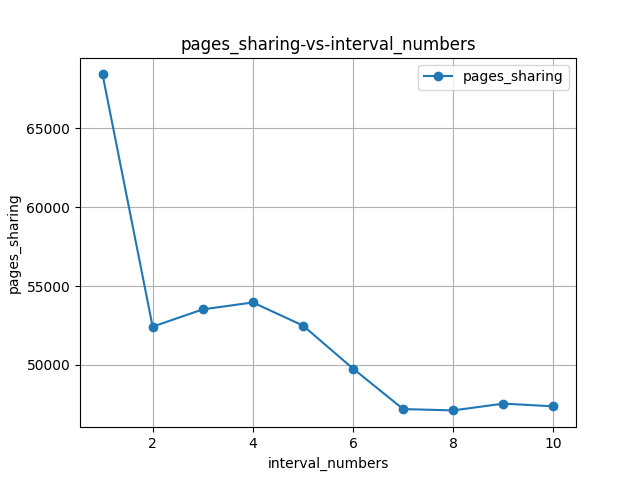 pages_sharing-vs-interval_numbers
pages_sharing
65000
60000
55000
50000
pages_sharing
2
4
6
8
10
interval_numbers